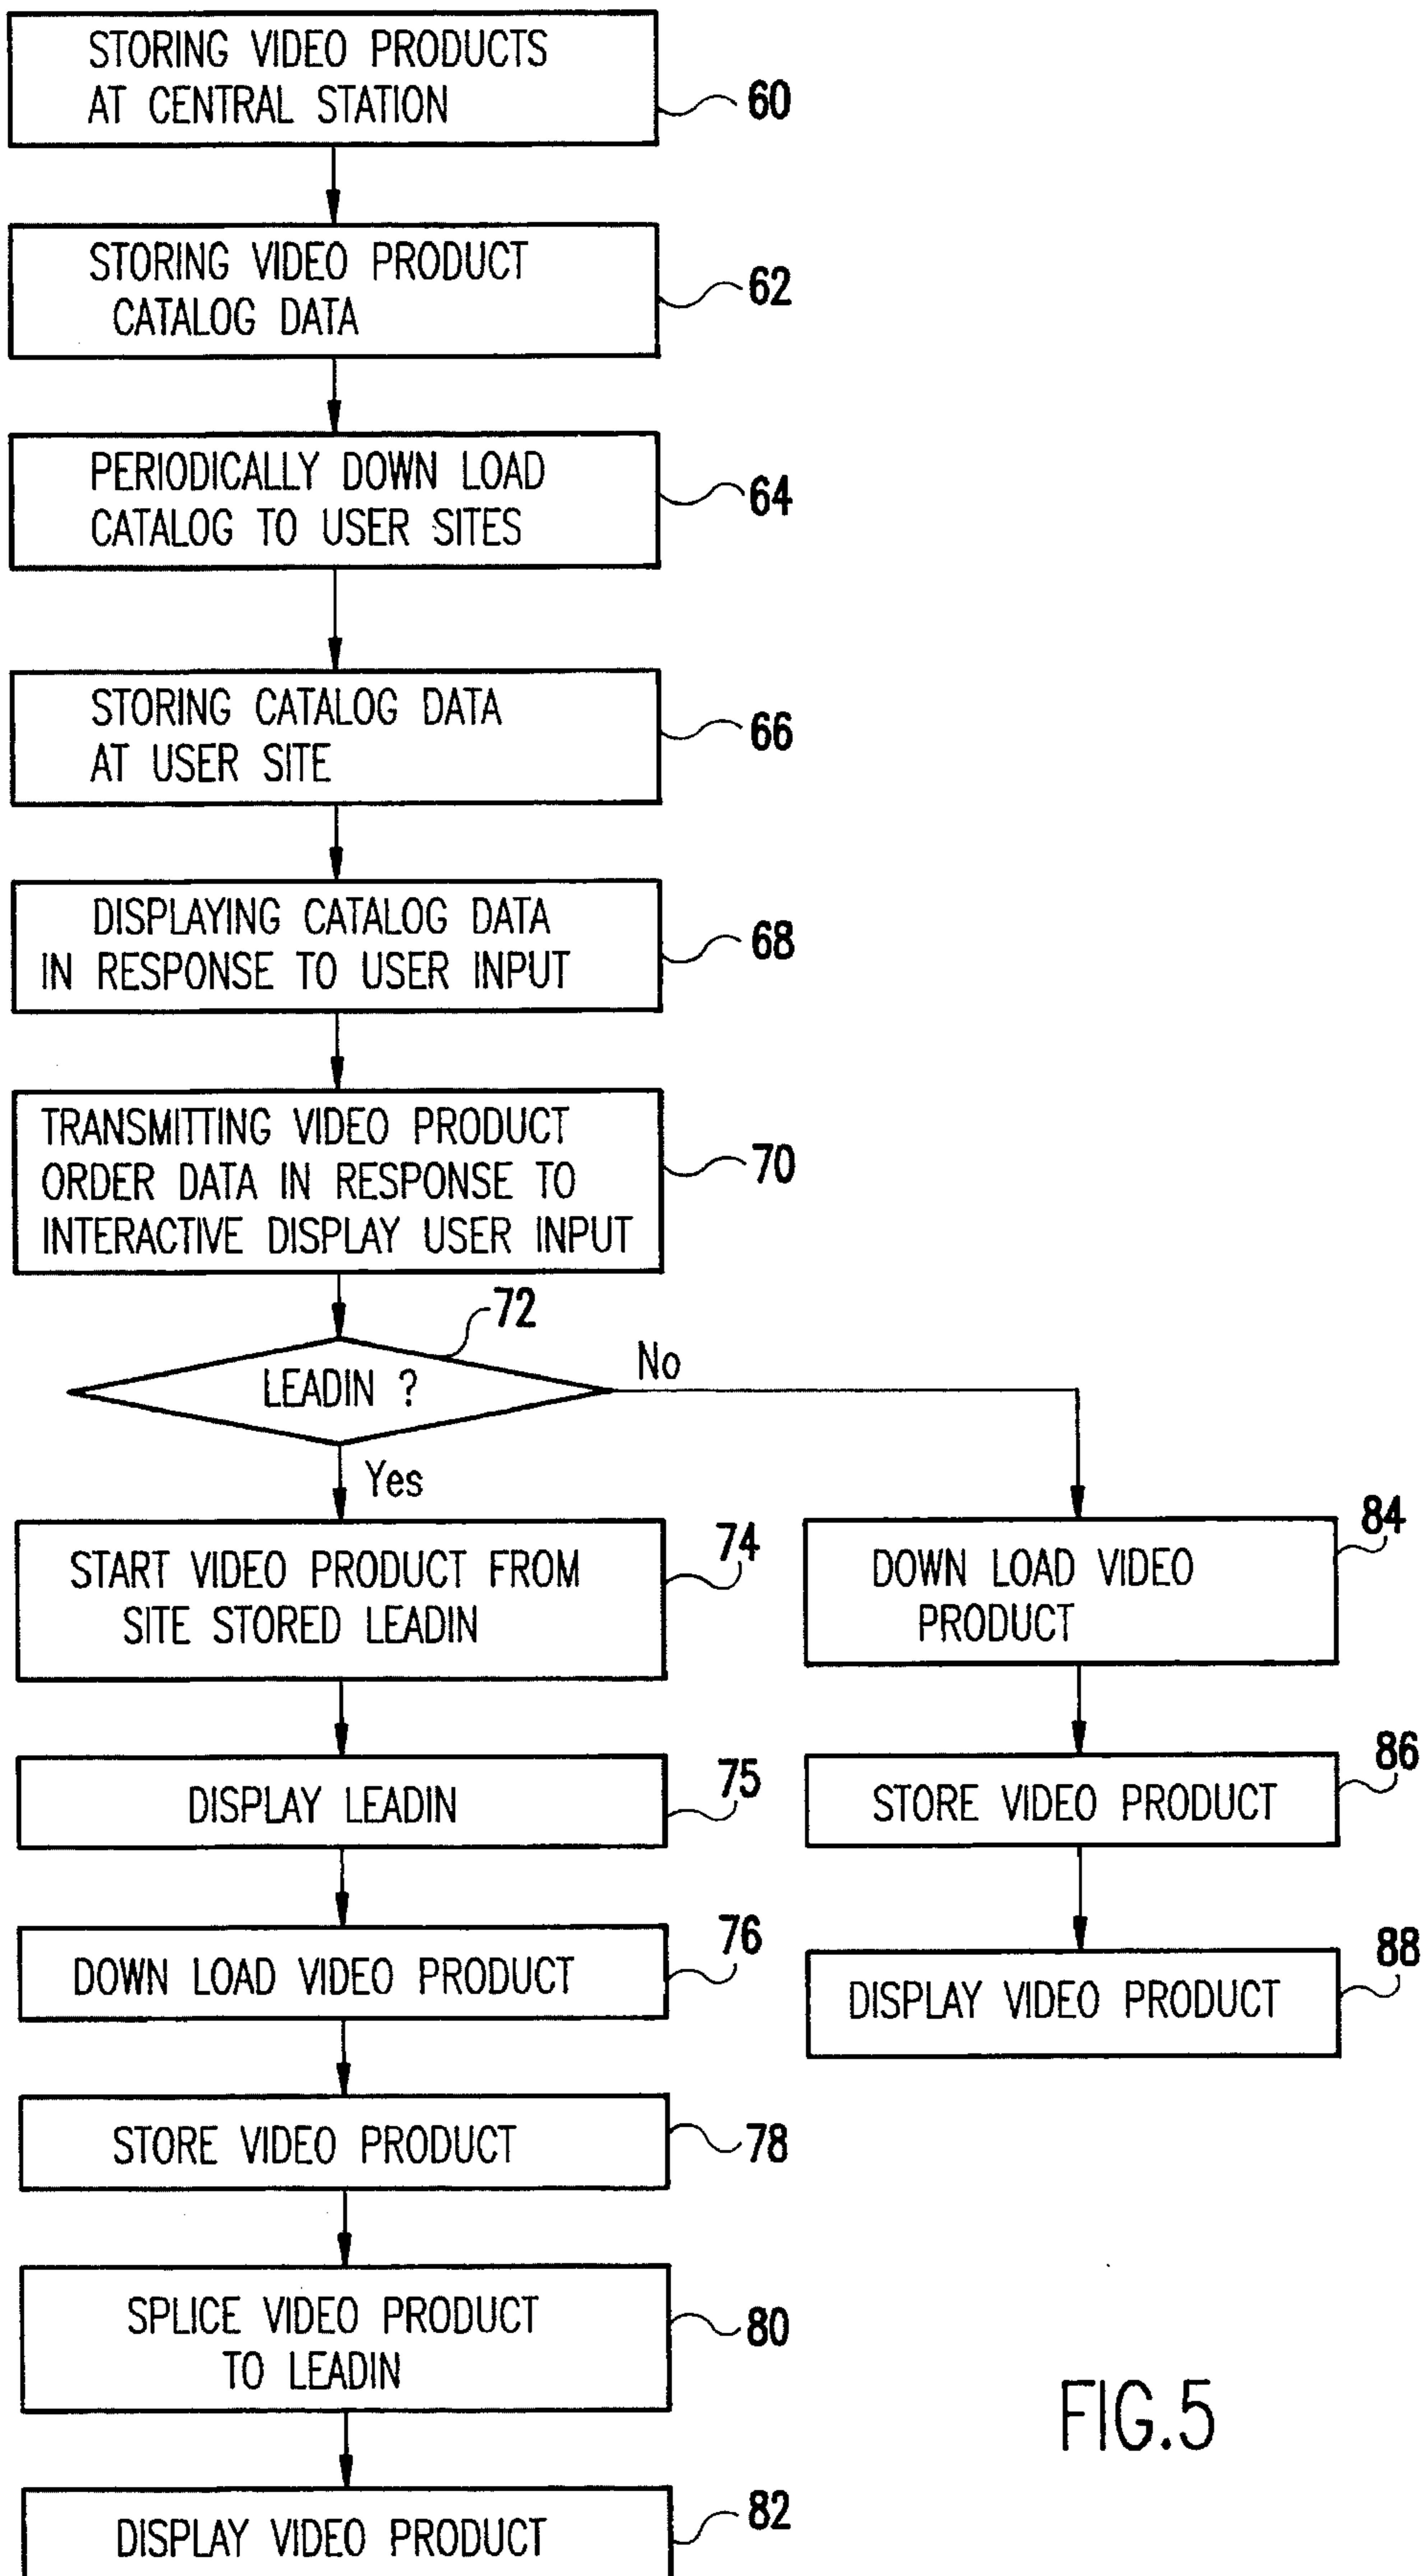 STORING VIDEO PRODUCTS
AT CENTRAL STATION
60
STORING VIDEO PRODUCT
CATALOG DATA
62
PERIODICALLY DOWN LOAD
CATALOG TO USER SITES
64
STORING CATALOG DATA
AT USER SITE
66
DISPLAYING CATALOG DATA
IN RESPONSE TO USER INPUT
68
TRANSMITTING VIDEO PRODUCT
ORDER DATA IN RESPONSE TO
INTERACTIVE DISPLAY USER INPUT
70
72
LEADIN ?
No
Yes
START VIDEO PRODUCT FROM
SITE STORED LEADIN
74
DISPLAY LEADIN
75
DOWN LOAD VIDEO PRODUCT
76
STORE VIDEO PRODUCT
78
SPLICE VIDEO PRODUCT
TO LEADIN
80
DISPLAY VIDEO PRODUCT
82
DOWN LOAD VIDEO
PRODUCT
84
STORE VIDEO PRODUCT
86
DISPLAY VIDEO PRODUCT
88
FIG.5